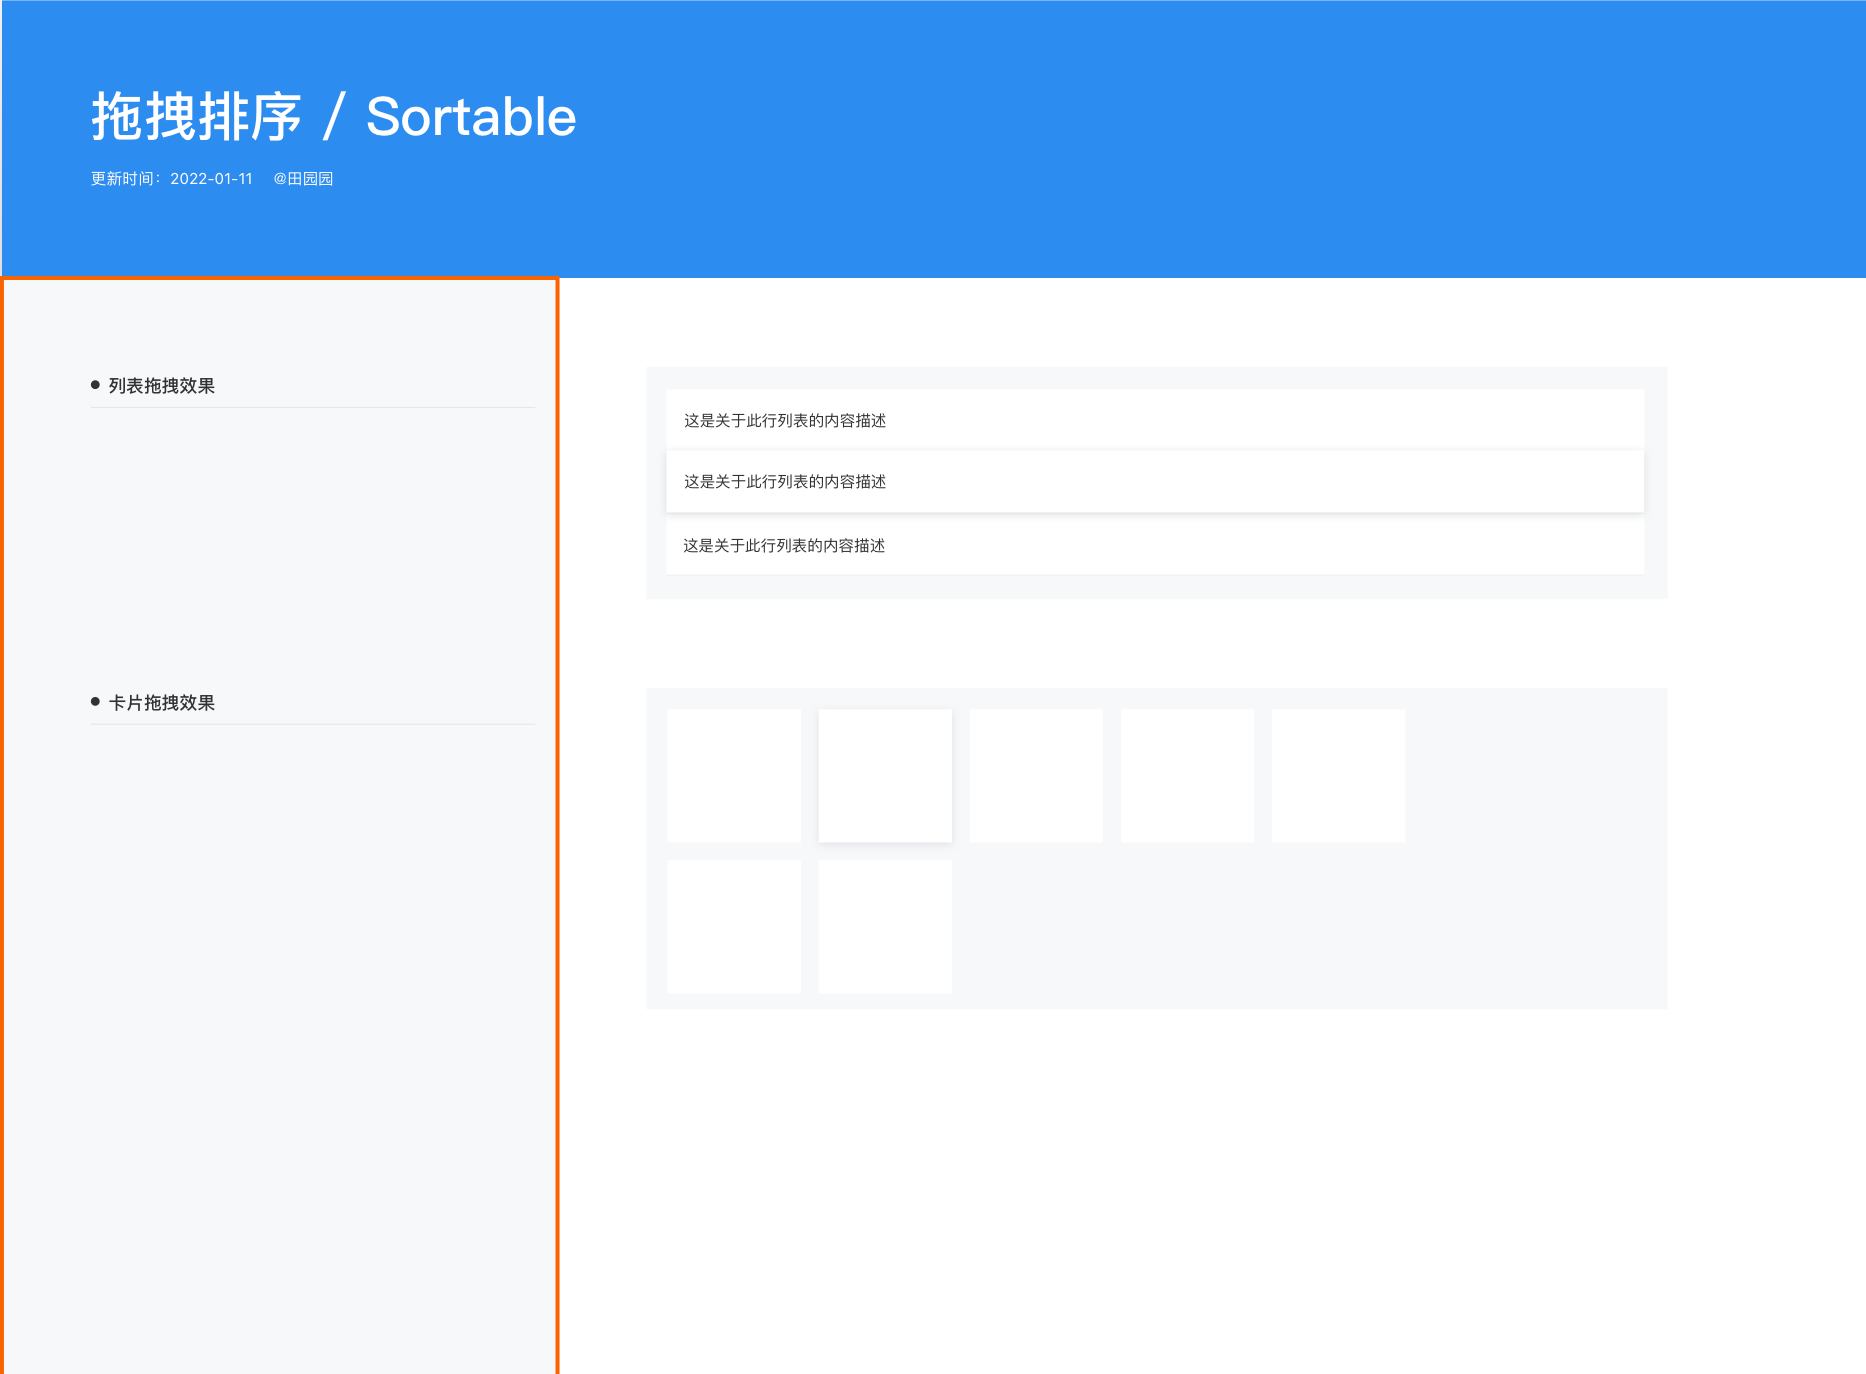 拖拽排序 / Sortable
更新时间：2022-01-11 @田园园
● 列表拖拽效果
这是关于此行列表的内容描述
这是关于此行列表的内容描述
这是关于此行列表的内容描述
● 卡片拖拽效果